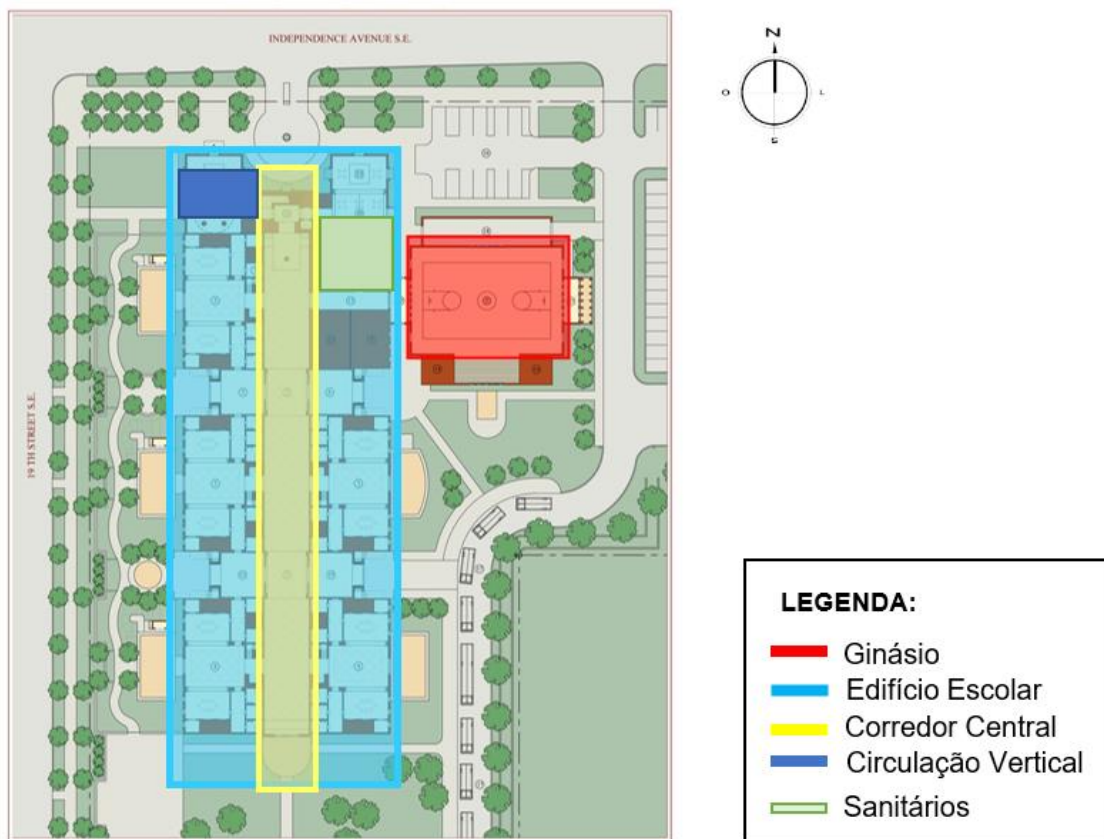 INDEPENDENCE AVENUE S.E.
N
O
L
S
19 TH STREET S.E.
LEGENDA:
Ginásio
Edifício Escolar
Corredor Central
Circulação Vertical
Sanitários